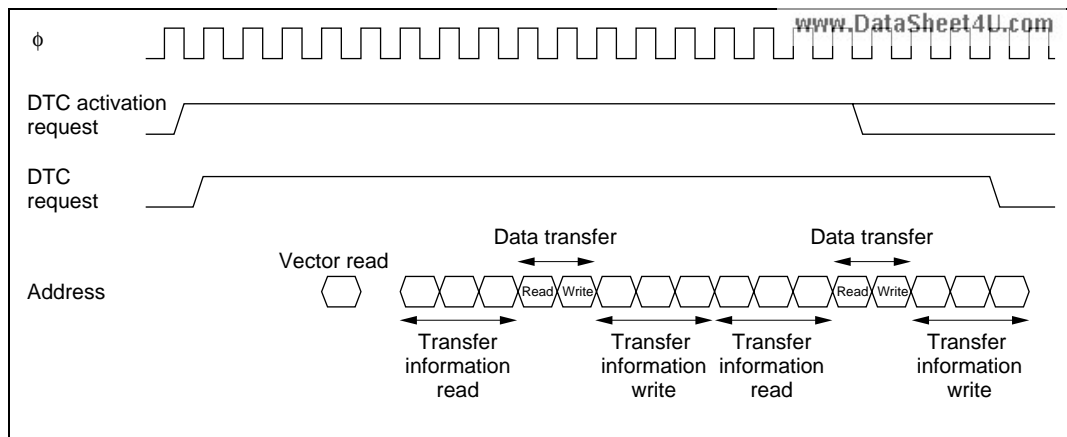 www.DataSheet4U.com
φ
DTC activation
request
DTC
request
Data transfer
Data transfer
Vector read
Address
Read
Write
Read
Write
Transfer
information
read
Transfer
information
write
Transfer
information
read
Transfer
information
write